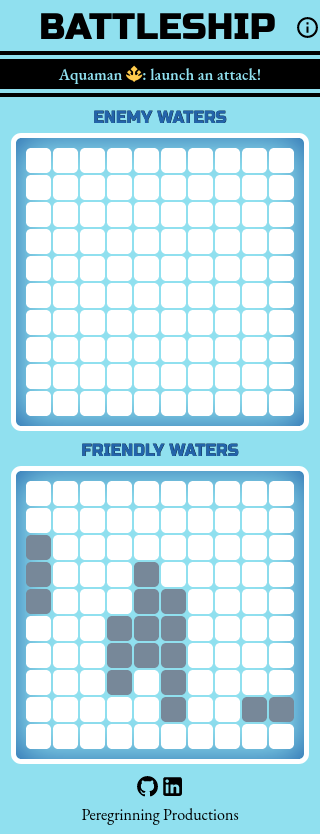 BATTLESHIP
Aquaman 🔱: launch an attack!
ENEMY WATERS
FRIENDLY WATERS
Peregrinning Productions